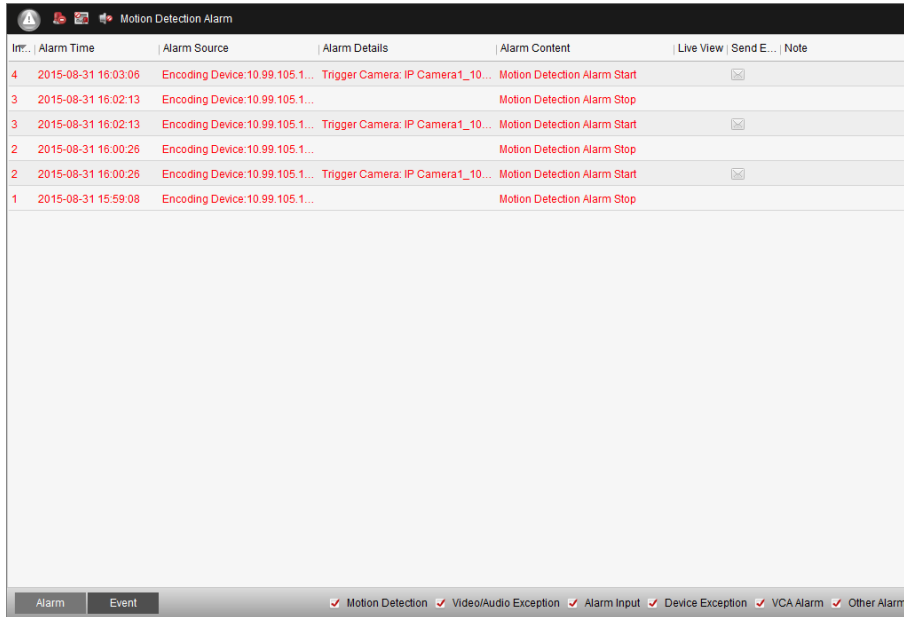 Motion Detection Alarm
In... Alarm Time Alarm Source Alarm Details Alarm Content Live View Send E... Note
4 2015-08-31 16:03:06 Encoding Device:10.99.105.1... Trigger Camera: IP Camera1_10... Motion Detection Alarm Start
3 2015-08-31 16:02:13 Encoding Device:10.99.105.1... Motion Detection Alarm Stop
3 2015-08-31 16:02:13 Encoding Device:10.99.105.1... Trigger Camera: IP Camera1_10... Motion Detection Alarm Start
2 2015-08-31 16:00:26 Encoding Device:10.99.105.1... Motion Detection Alarm Stop
2 2015-08-31 16:00:26 Encoding Device:10.99.105.1... Trigger Camera: IP Camera1_10... Motion Detection Alarm Start
1 2015-08-31 15:59:08 Encoding Device:10.99.105.1... Motion Detection Alarm Stop
Alarm Event Motion Detection Video/Audio Exception Alarm Input Device Exception VCA Alarm Other Alarm